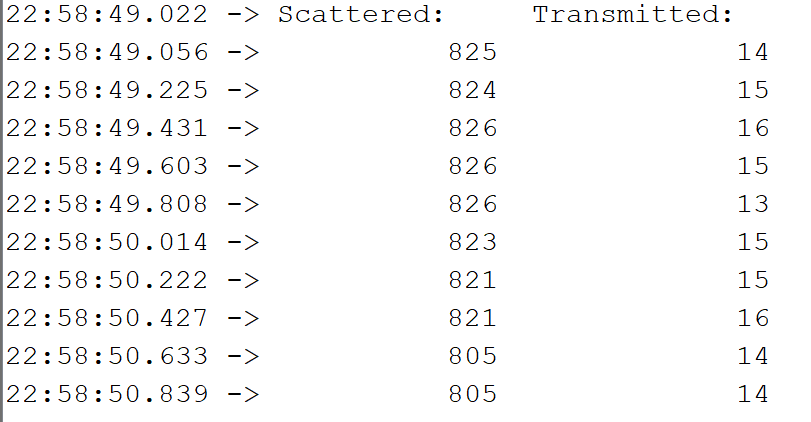 22:58:49.022 -> Scattered: Transmitted:
22:58:49.056 -> 825 14
22:58:49.225 -> 824 15
22:58:49.431 -> 826 16
22:58:49.603 -> 826 15
22:58:49.808 -> 826 13
22:58:50.014 -> 823 15
22:58:50.222 -> 821 15
22:58:50.427 -> 821 16
22:58:50.633 -> 805 14
22:58:50.839 -> 805 14